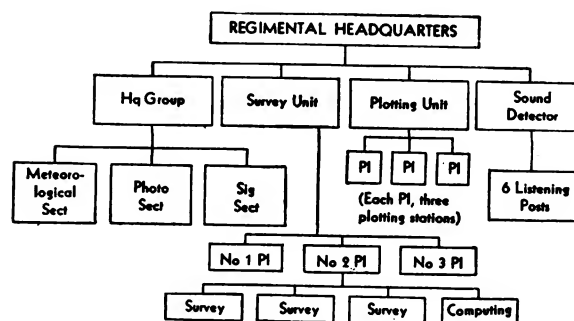 REGIMENTAL HEADQUARTERS
Hq Group
Survey Unit
Plotting Unit
Sound
Detector
Meteoro-
logical
Sect
Photo
Sect
Sig
Sect
Pl
Pl
Pl
(Each Pl, three
plotting stations)
6 Listening
Posts
No 1 Pl
No 2 Pl
No 3 Pl
Survey
Survey
Survey
Computing